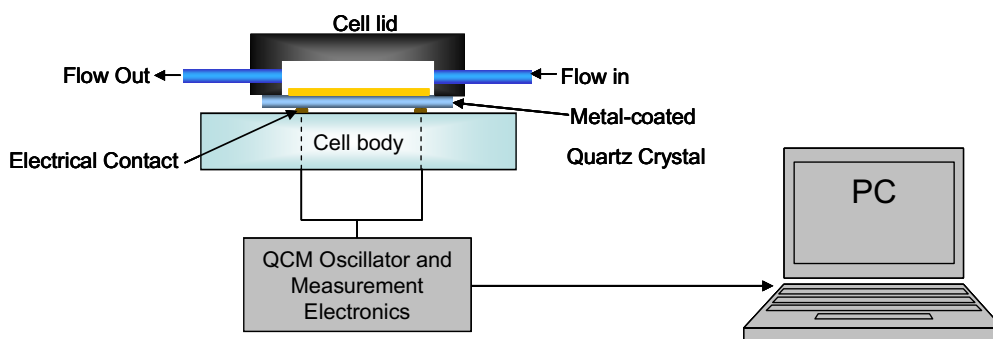 Cell lid
Flow Out
Flow in
Metal-coated
Quartz Crystal
Electrical Contact
Cell body
PC
QCM Oscillator and
Measurement
Electronics